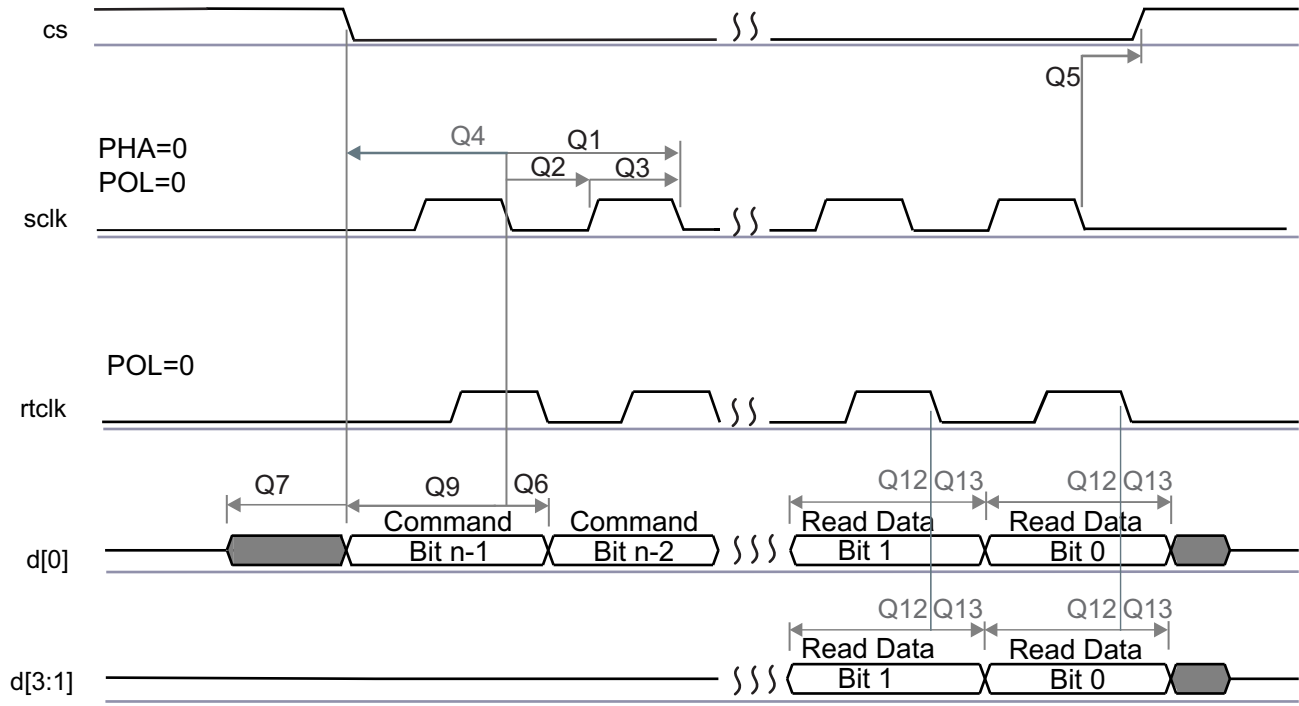 cs
Q5
PHA=0
POL=0
Q4
Q1
Q2
Q3
sclk
POL=0
rtclk
Q7
Q9
Q6
Q12
Q13
Q12
Q13
Command
Command
Read Data
Read Data
d[0]
Bit n-1
Bit n-2
Bit 1
Bit 0
Q12
Q13
Q12
Q13
Read Data
Read Data
d[3:1]
Bit 1
Bit 0